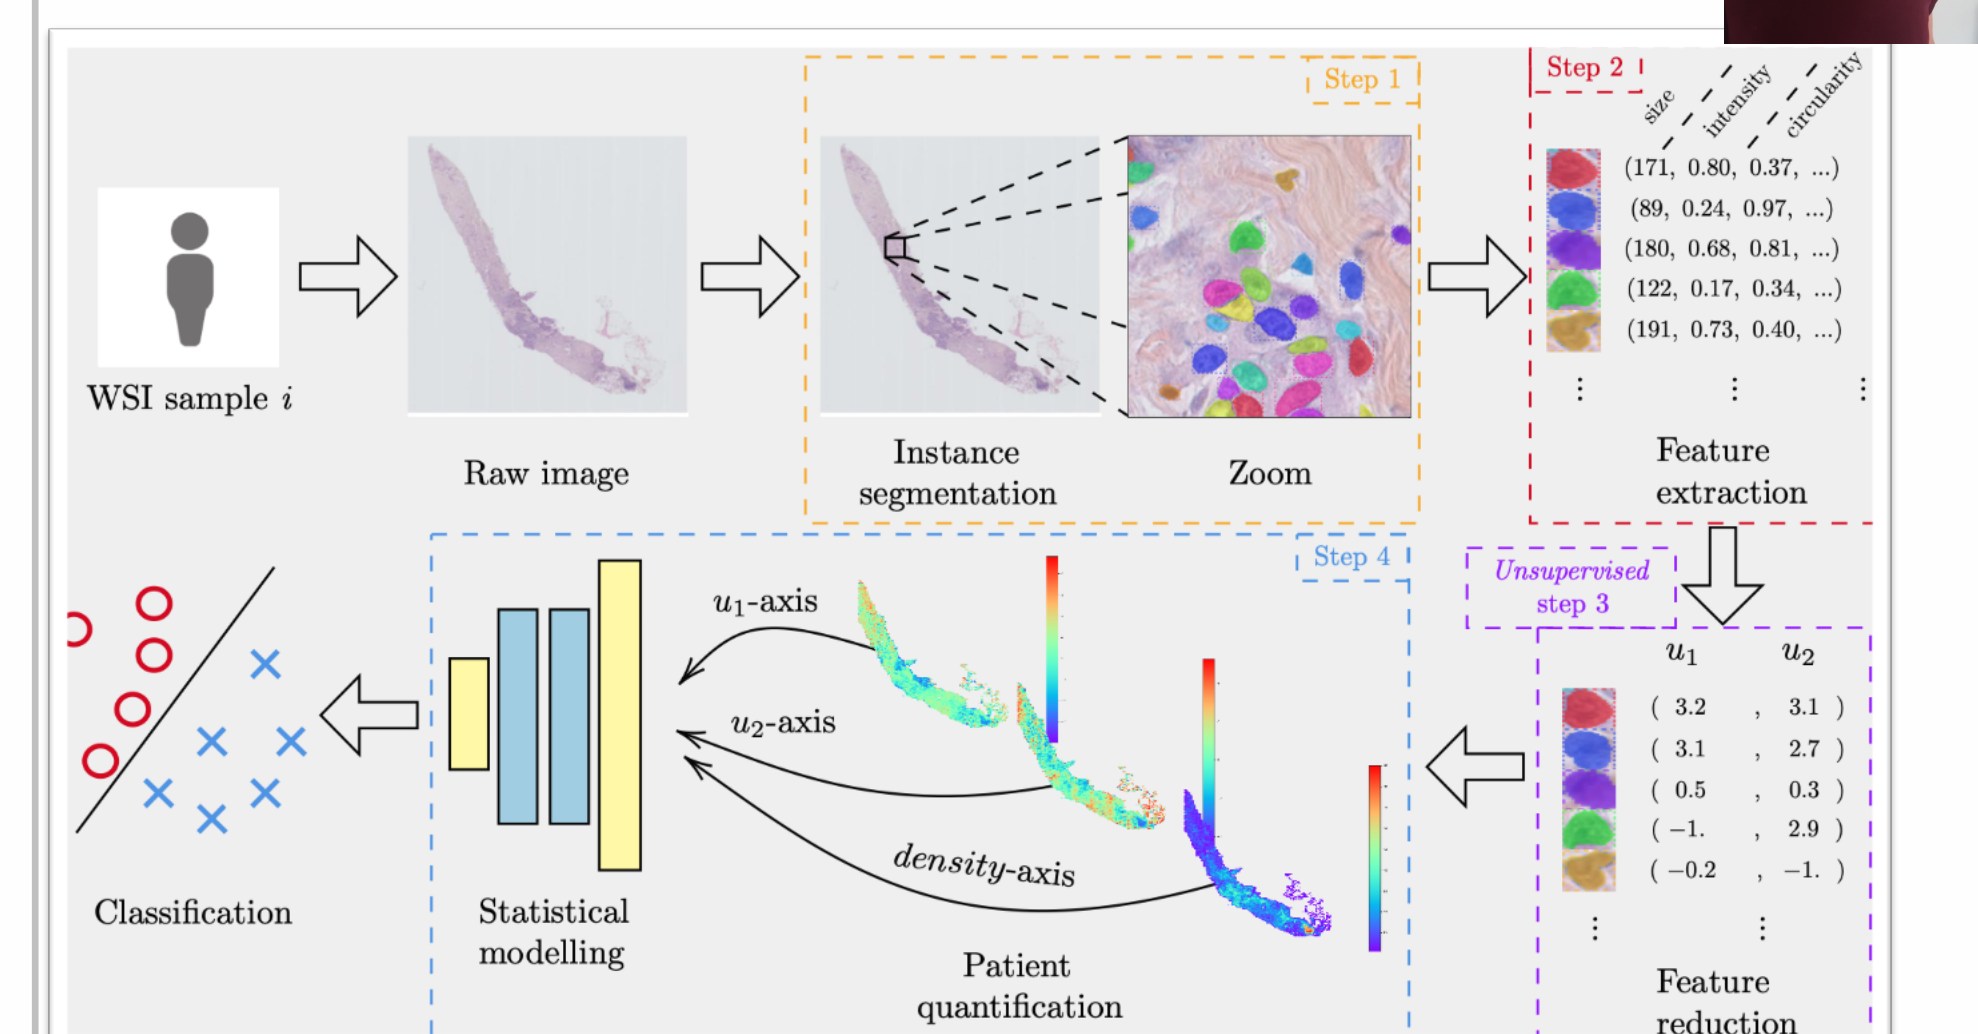 Step 1
Step 2
size
intensity
circularity
(171, 0.80, 0.37, ...)
(89, 0.24, 0.97, ...)
(180, 0.68, 0.81, ...)
(122, 0.17, 0.34, ...)
(191, 0.73, 0.40, ...)
WSI sample i
Raw image
Instance
segmentation
Zoom
Feature
extraction
Unsupervised
step 3
u1 u2
( 3.2 , 3.1 )
( 3.1 , 2.7 )
( 0.5 , 0.3 )
( −1. , 2.9 )
( −0.2 , −1. )
Feature
reduction
Step 4
u1-axis
u2-axis
density-axis
Patient
quantification
Statistical
modelling
Classification